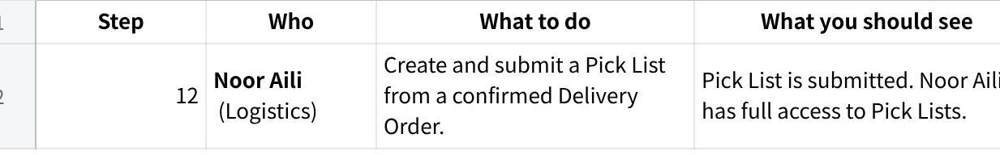 1
Step
Who
What to do
What you should see
2
12
Noor Aili
(Logistics)
Create and submit a Pick List
from a confirmed Delivery
Order.
Pick List is submitted. Noor Aili
has full access to Pick Lists.